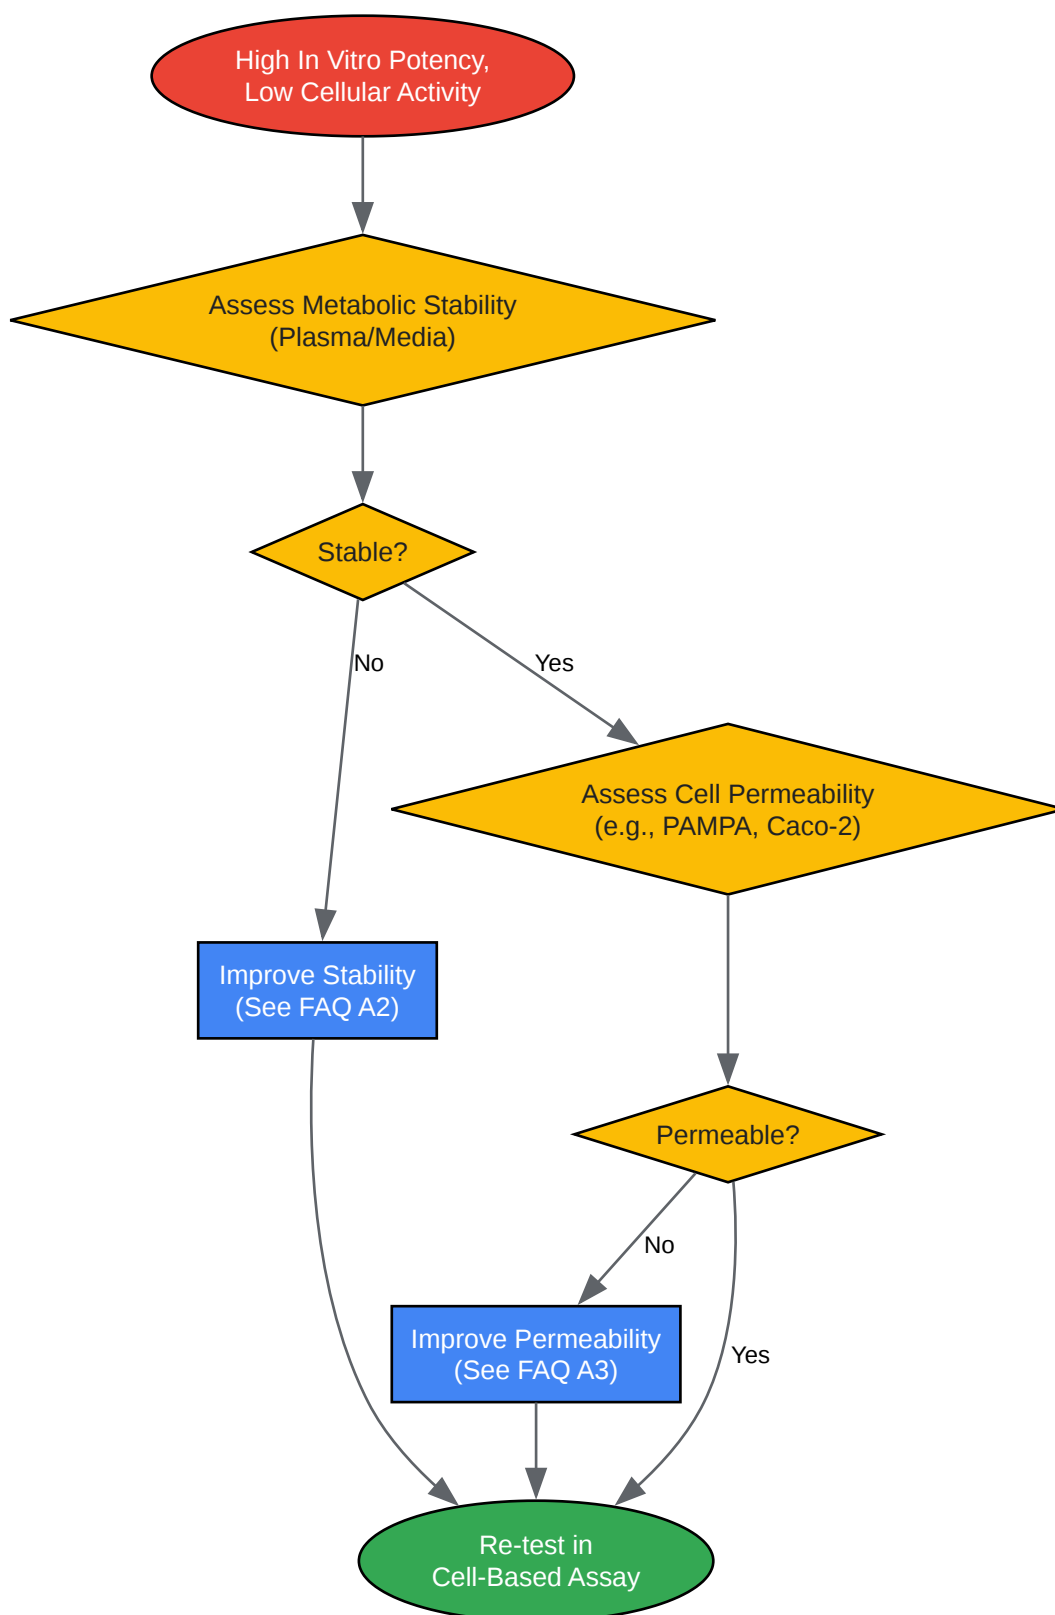 High In Vitro Potency,
Low Cellular Activity
Assess Metabolic Stability
(Plasma/Media)
Stable?
No
Yes
Assess Cell Permeability
(e.g., PAMPA, Caco-2)
Improve Stability
(See FAQ A2)
Permeable?
No
Improve Permeability
(See FAQ A3)
Yes
Re-test in
Cell-Based Assay